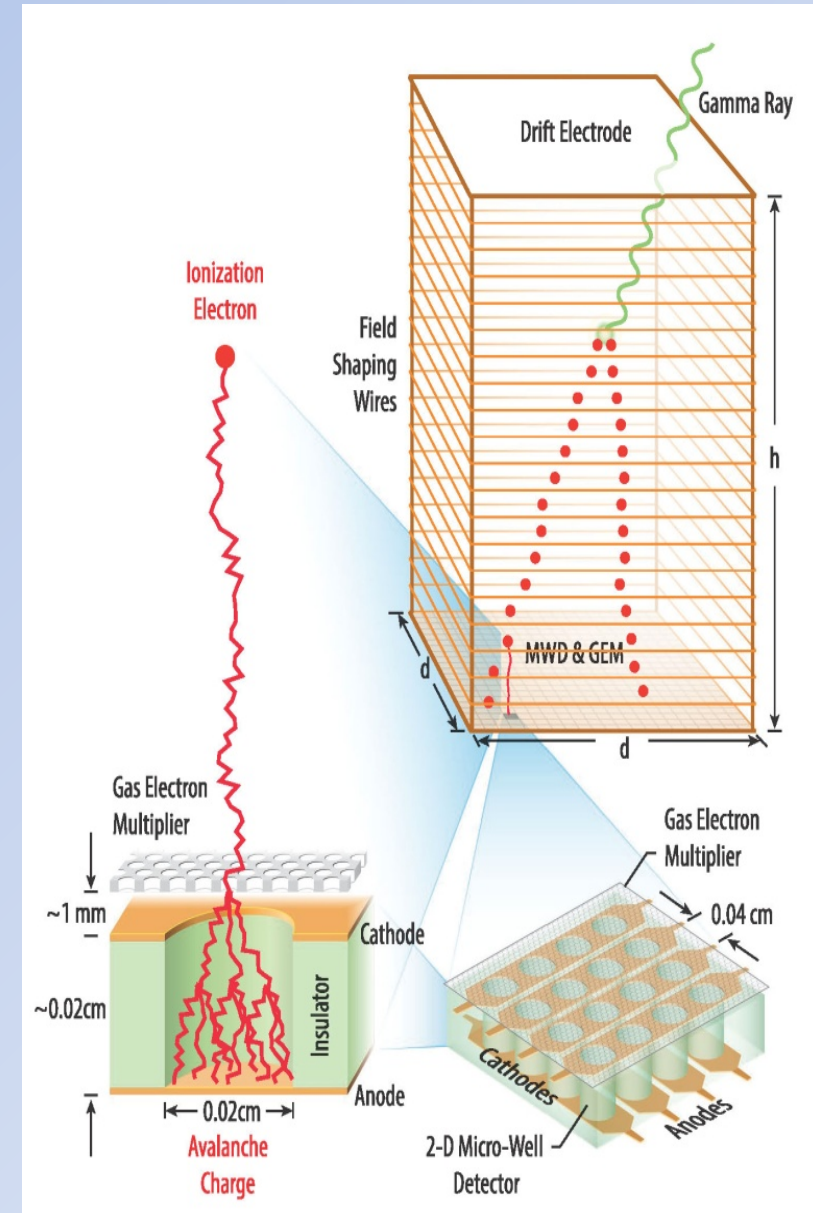 Gamma Ray
Drift Electrode
Ionization
Electron
Field
Shaping
Wires
h
MWD & GEM
d
d
Gas Electron
Multiplier
Gas Electron
Multiplier
0.04 cm
~1 mm
Cathode
~0.02cm
Insulator
Cathodes
Anodes
Anode
0.02cm
Avalanche
Charge
2-D Micro-Well
Detector